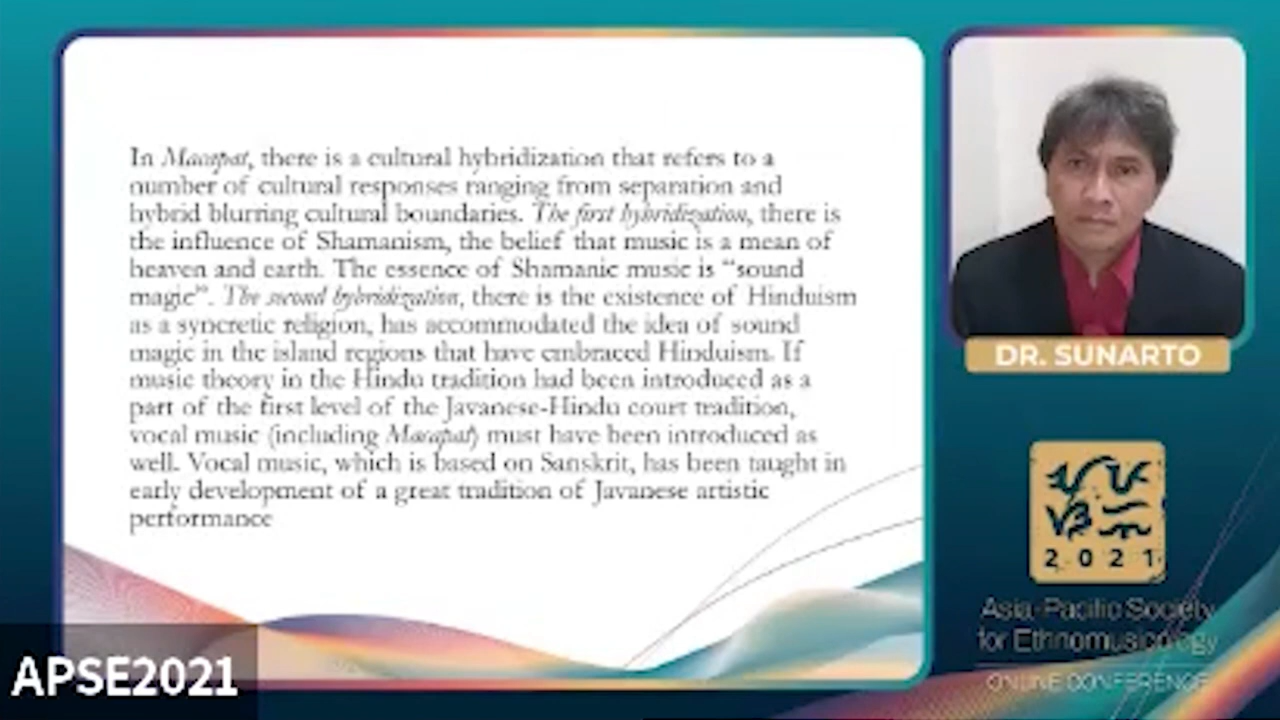 In Macapat, there is a cultural hybridization that refers to a
number of cultural responses ranging from separation and
hybrid blurring cultural boundaries. The first hybridization, there is
the influence of Shamanism, the belief that music is a mean of
heaven and earth. The essence of Shamanic music is “sound
magic”. The second hybridization, there is the existence of Hinduism
as a syncretic religion, has accommodated the idea of sound
magic in the island regions that have embraced Hinduism. If
music theory in the Hindu tradition had been introduced as a
part of the first level of the Javanese-Hindu court tradition,
vocal music (including Macapat) must have been introduced as
well. Vocal music, which is based on Sanskrit, has been taught in
early development of a great tradition of Javanese artistic
performance
DR. SUNARTO
2021
Asia-Pacific Society
for Ethnomusicology
ONLINE CONFERENCE
APSE2021